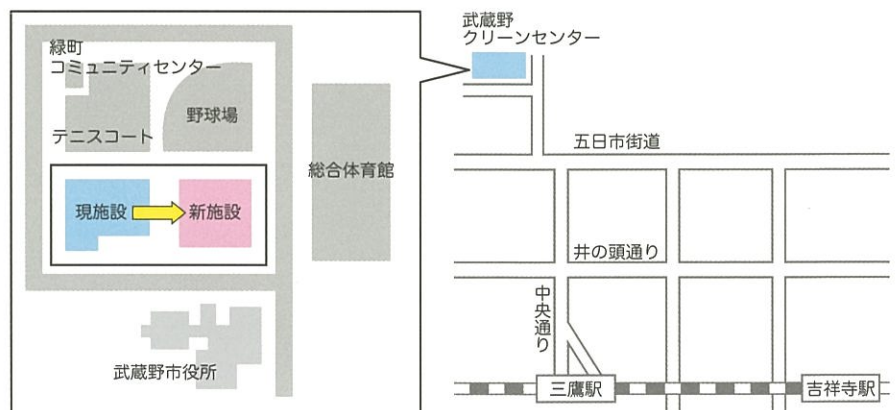 緑町
コミュニティセンター
野球場
テニスコート
総合体育館
現施設
新施設
武蔵野市役所
武蔵野
クリーンセンター
五日市街道
井の頭通り
中央通り
三鷹駅
吉祥寺駅